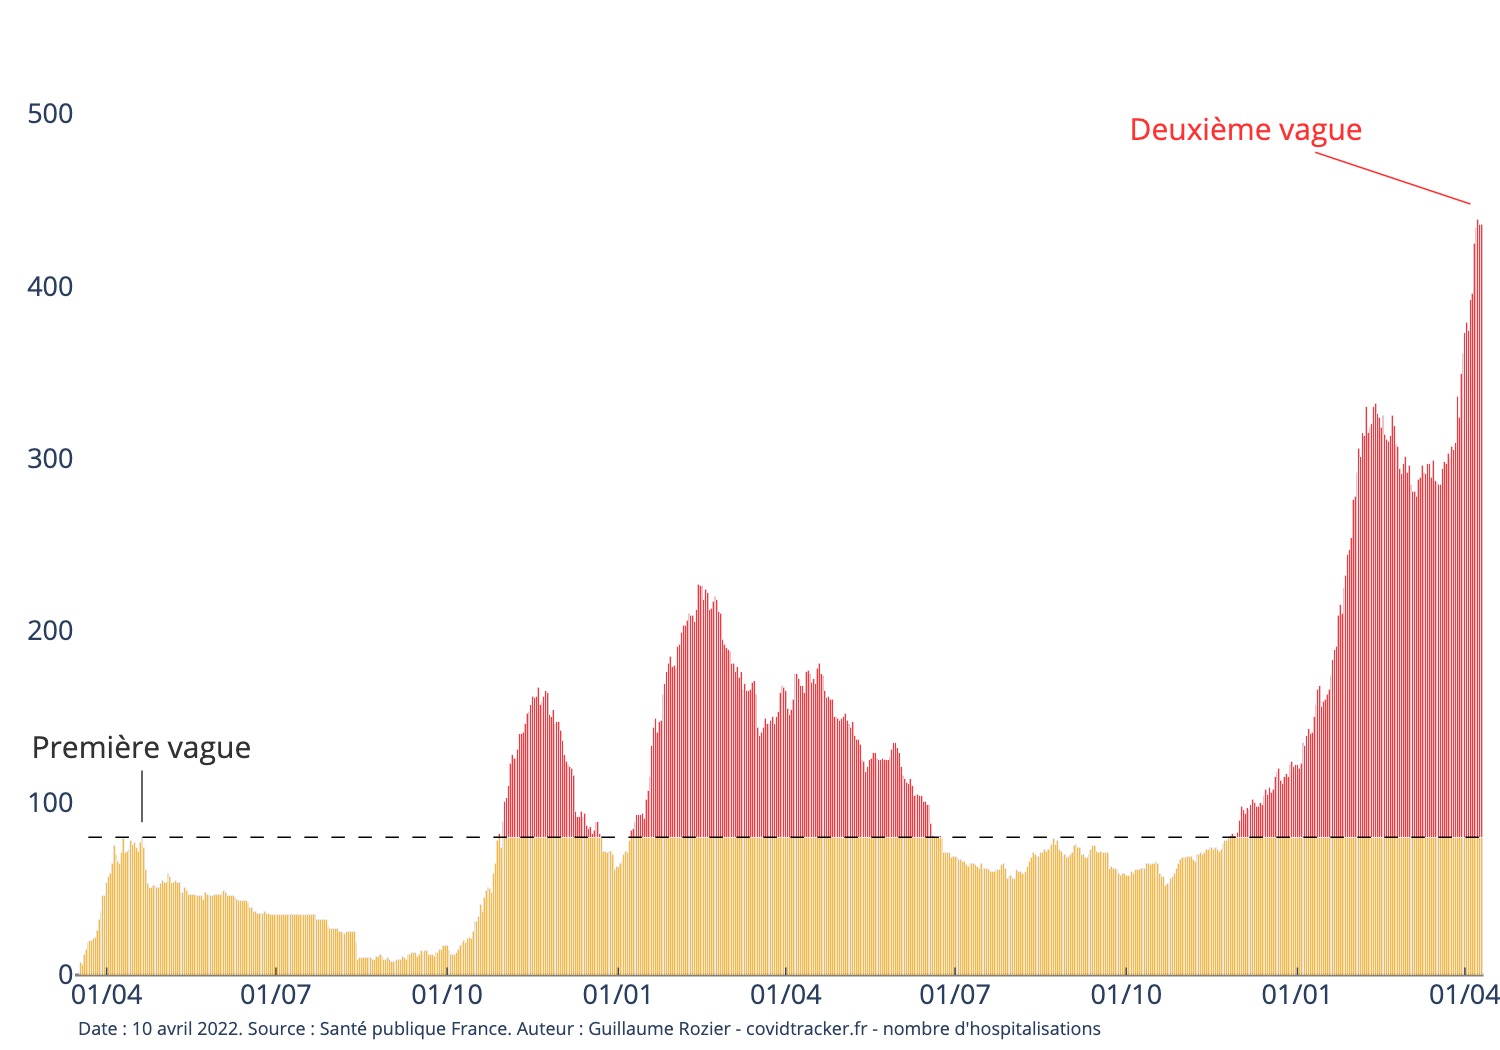 500
Deuxième vague
400
300
200
Première vague
100
0
01/04 01/07 01/10 01/01 01/04 01/07 01/10 01/01 01/04
Date : 10 avril 2022. Source : Santé publique France. Auteur : Guillaume Rozier - covidtracker.fr - nombre d'hospitalisations